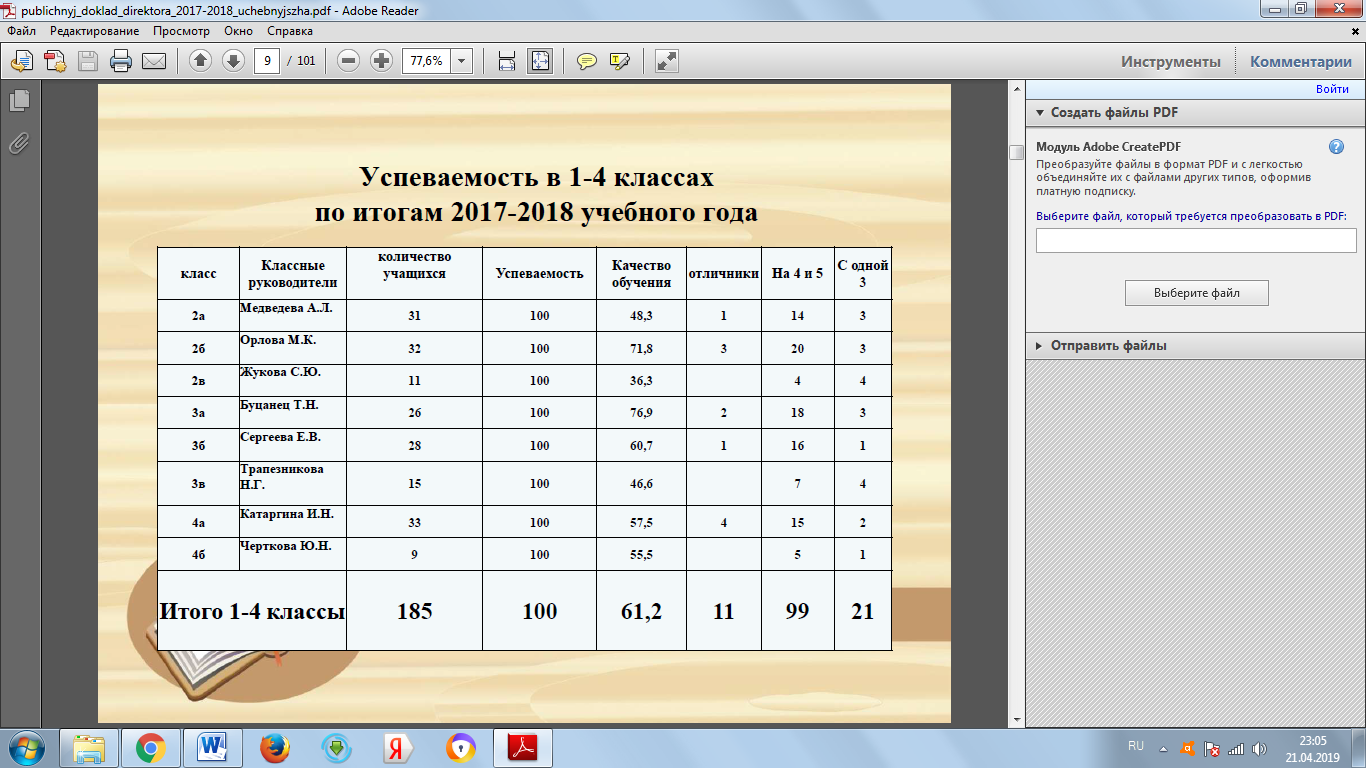 publichnyj_doklad_direktora_2017-2018_uchebnyjszha.pdf - Adobe Reader
Файл Редактирование Просмотр Окно Справка
9 / 101 77,6% Инструменты Комментарии
Войти
Создать файлы PDF
Модуль Adobe CreatePDF
Преобразуйте файлы в формат PDF и с легкостью
объединяйте их с файлами других типов, оформив
платную подписку.
Выберите файл, который требуется преобразовать в PDF:
Выберите файл
Отправить файлы
Успеваемость в 1-4 классах
по итогам 2017-2018 учебного года
класс Классные руководители количество учащихся Успеваемость Качество обучения отличники На 4 и 5 С одной 3
2а Медведева А.Л. 31 100 48,3 1 14 3
2б Орлова М.К. 32 100 71,8 3 20 3
2в Жукова С.Ю. 11 100 36,3 4 4
3а Буцанец Т.Н. 26 100 76,9 2 18 3
3б Сергеева Е.В. 28 100 60,7 1 16 1
3в Трапезникова Н.Г. 15 100 46,6 7 4
4а Катаргина И.Н. 33 100 57,5 4 15 2
4б Черткова Ю.Н. 9 100 55,5 5 1
Итого 1-4 классы 185 100 61,2 11 99 21
RU 23:05
21.04.2019